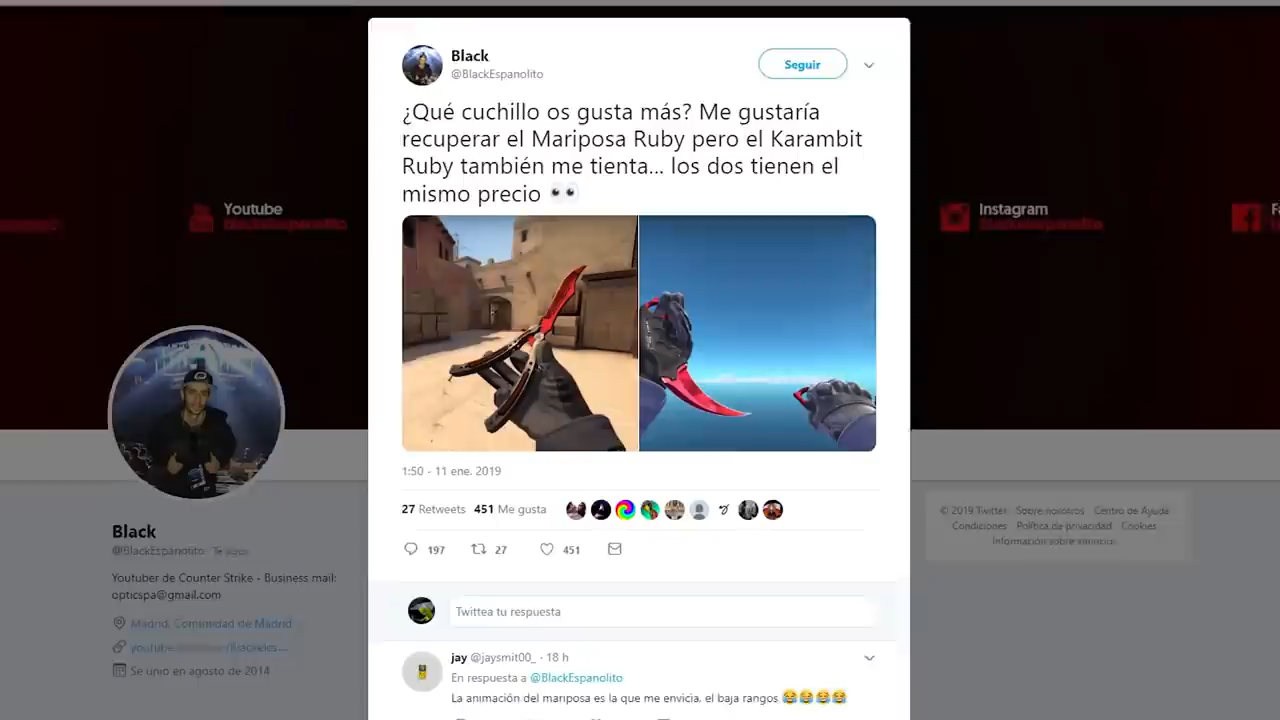 Black
@BlackEspanolito
Seguir
¿Qué cuchillo os gusta más? Me gustaría
recuperar el Mariposa Ruby pero el Karambit
Ruby también me tienta... los dos tienen el
mismo precio 👀
1:50 - 11 ene. 2019
27 Retweets 451 Me gusta
197 27 451
Twittea tu respuesta
jay @jaysmit00_ · 18 h
En respuesta a @BlackEspanolito
La animación del mariposa es la que me envicia, el baja rangos 😂😂😂😂
Youtube
blackespanolito
Instagram
blackespanolito
Black
@BlackEspanolito Te sigue
Youtuber de Counter Strike - Business mail:
opticspa@gmail.com
Madrid, Comunidad de Madrid
Se unió en agosto de 2014
© 2019 Twitter Sobre nosotros Centro de Ayuda
Condiciones Política de privacidad Cookies
Información sobre anuncios